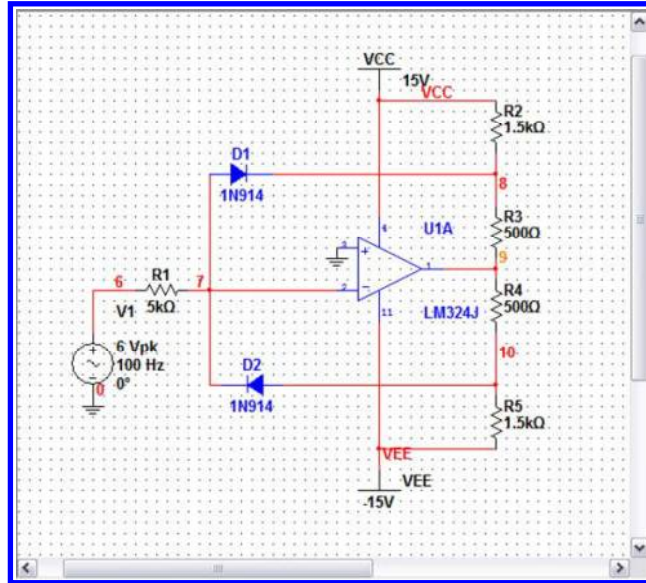 VCC
15V
VCC
R2
1.5kΩ
D1
1N914
8
R3
500Ω
4
U1A
3
+
9
6
R1
7
1
2
−
R4
500Ω
V1
5kΩ
11
LM324J
10
6 Vpk
100 Hz
0°
0
D2
1N914
R5
1.5kΩ
VEE
VEE
-15V